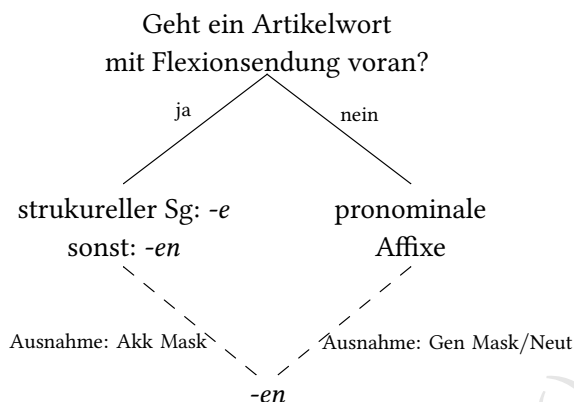 Geht ein Artikelwort
mit Flexionsendung voran?
ja
nein
strukureller Sg: -e
sonst: -en
pronominale
Affixe
Ausnahme: Akk Mask
Ausnahme: Gen Mask/Neut
-en